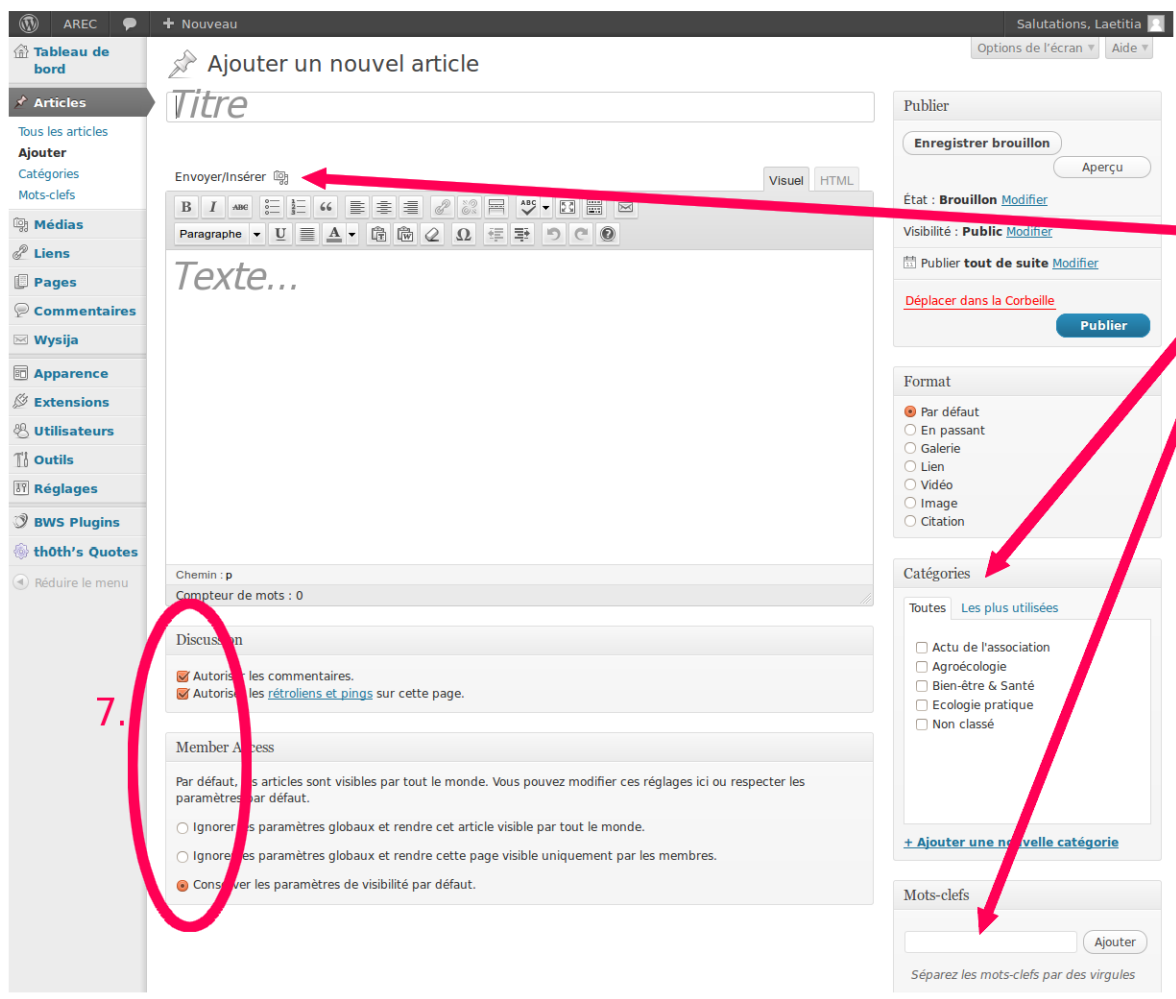 AREC
+ Nouveau
Salutations, Laetitia
Tableau de
bord
Articles
Tous les articles
Ajouter
Catégories
Mots-clefs
Médias
Liens
Pages
Commentaires
Wysija
Apparence
Extensions
Utilisateurs
Outils
Réglages
BWS Plugins
th0th's Quotes
Réduire le menu
Options de l'écran
Aide
Ajouter un nouvel article
Titre
Envoyer/Insérer
Visuel
HTML
B I ABC
ABC
Paragraphe
U A
T W Ω
Texte...
Chemin : p
Compteur de mots : 0
Discussion
Autoriser les commentaires.
Autoriser les rétroliens et pings sur cette page.
7.
Member Access
Par défaut, les articles sont visibles par tout le monde. Vous pouvez modifier ces réglages ici ou respecter les
paramètres par défaut.
Ignorer les paramètres globaux et rendre cet article visible par tout le monde.
Ignorer les paramètres globaux et rendre cette page visible uniquement par les membres.
Conserver les paramètres de visibilité par défaut.
Publier
Enregistrer brouillon
Aperçu
État : Brouillon Modifier
Visibilité : Public Modifier
Publier tout de suite Modifier
Déplacer dans la Corbeille
Publier
Format
Par défaut
En passant
Galerie
Lien
Vidéo
Image
Citation
Catégories
Toutes
Les plus utilisées
Actu de l'association
Agroécologie
Bien-être & Santé
Ecologie pratique
Non classé
+ Ajouter une nouvelle catégorie
Mots-clefs
Ajouter
Séparez les mots-clefs par des virgules